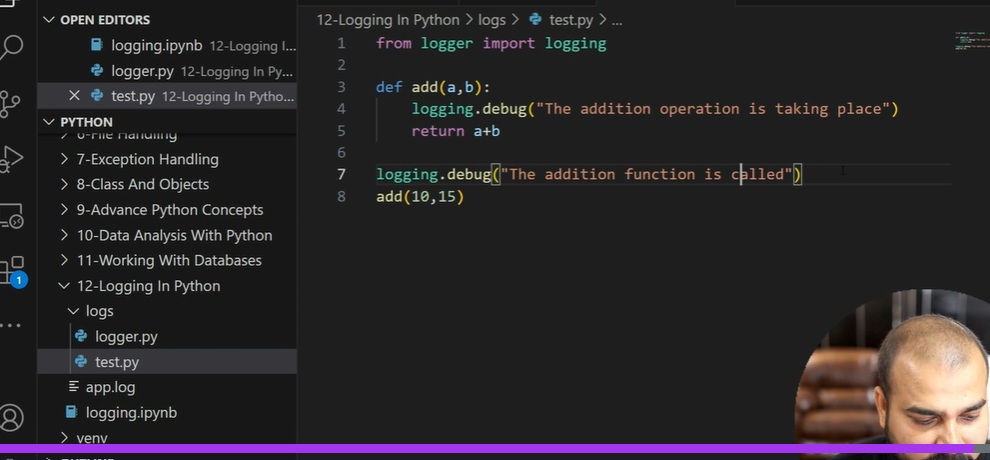 OPEN EDITORS
logging.ipynb 12-Logging I...
logger.py 12-Logging In Py...
test.py 12-Logging In Pytho...
PYTHON
6-File Handling
7-Exception Handling
8-Class And Objects
9-Advance Python Concepts
10-Data Analysis With Python
11-Working With Databases
12-Logging In Python
logs
logger.py
test.py
app.log
logging.ipynb
venv
1
12-Logging In Python > logs > test.py > ...
1 from logger import logging
2
3 def add(a,b):
4 logging.debug("The addition operation is taking place")
5 return a+b
6
7 logging.debug("The addition function is called")
8 add(10,15)